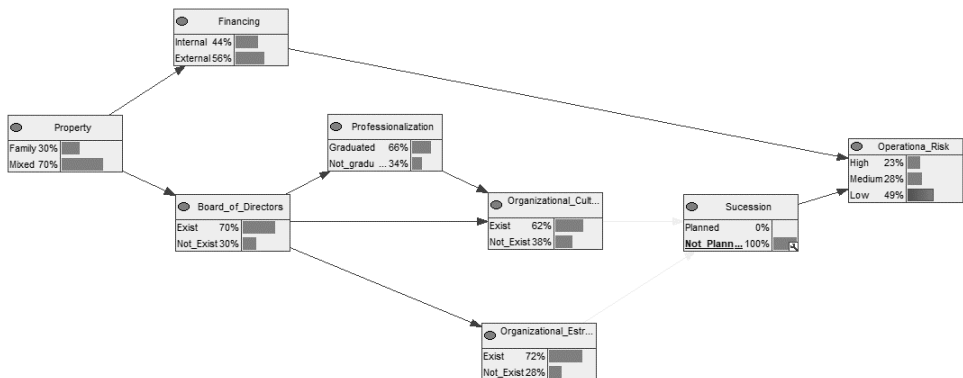 Financing
Internal 44%
External 56%
Property
Family 30%
Mixed 70%
Professionalization
Graduated 66%
Not_gradu ... 34%
Operationa_Risk
High 23%
Medium 28%
Low 49%
Board_of_Directors
Exist 70%
Not_Exist 30%
Organizational_Cult...
Exist 62%
Not_Exist 38%
Sucession
Planned 0%
Not_Plann ... 100%
Organizational_Estr...
Exist 72%
Not_Exist 28%